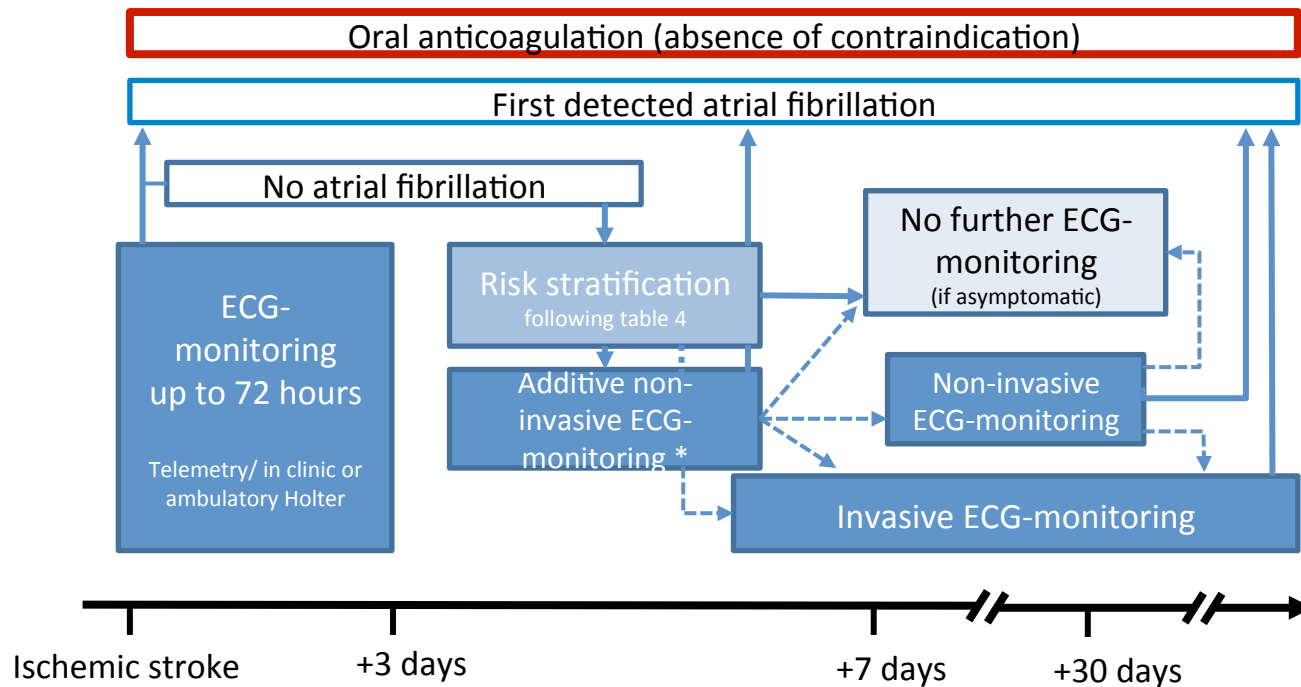 Oral anticoagulation (absence of contraindication)
First detected atrial fibrillation
No atrial fibrillation
ECG-
monitoring
up to 72 hours
Telemetry/ in clinic or
ambulatory Holter
Risk stratification
following table 4
Additive non-
invasive ECG-
monitoring *
No further ECG-
monitoring
(if asymptomatic)
Non-invasive
ECG-monitoring
Invasive ECG-monitoring
Ischemic stroke
+3 days
+7 days
+30 days